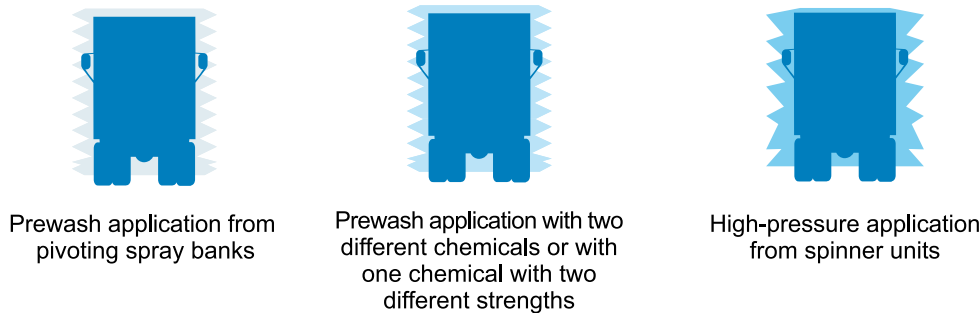 Prewash application from
pivoting spray banks
Prewash application with two
different chemicals or with
one chemical with two
different strengths
High-pressure application
from spinner units